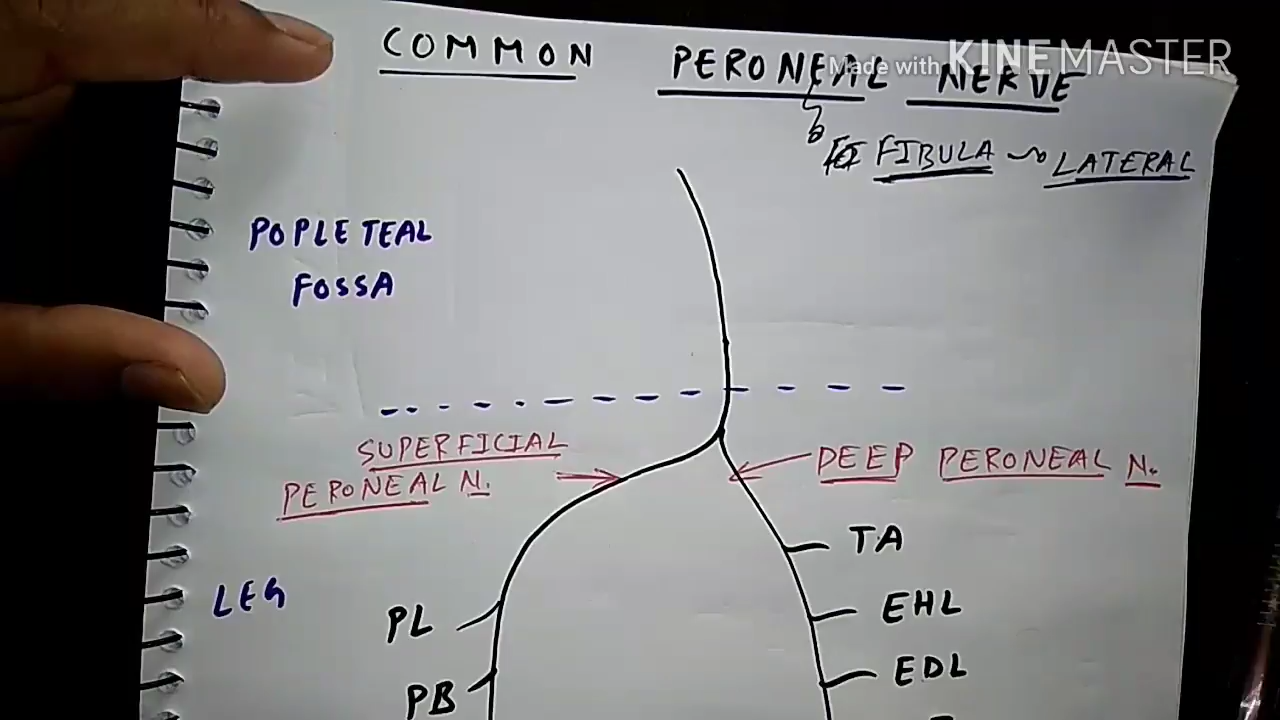 COMMON PERONEAL NERVE
Made with KINEMASTER
FIBULA LATERAL
POPLETEAL
FOSSA
SUPERFICIAL
PERONEAL N.
DEEP PERONEAL N.
TA
LEG
PL
EHL
PB
EDL